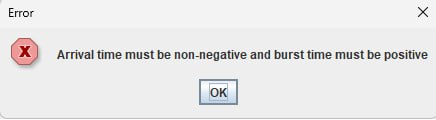 Error
Arrival time must be non-negative and burst time must be positive
OK